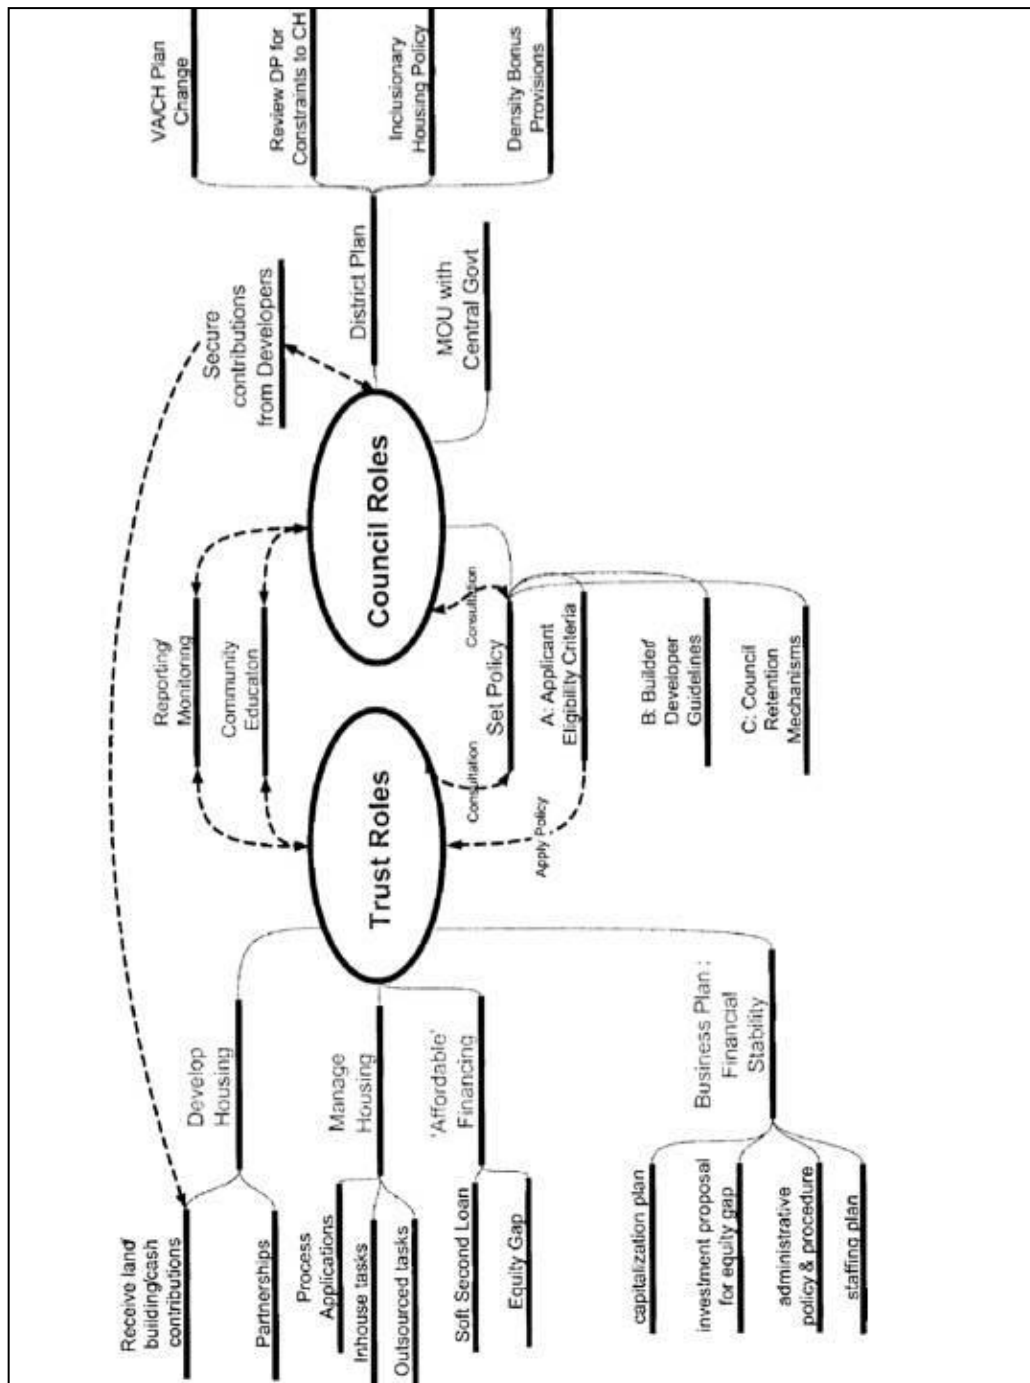 Receive land/
building/cash
contributions
Partnerships
Develop
Housing
Process
Applications
Inhouse tasks
Outsourced tasks
Manage
Housing
Soft Second Loan
Equity Gap
'Affordable'
Financing
capitalization plan
investment proposal
for equity gap
administrative
policy & procedure
staffing plan
Business Plan :
Financial
Stability
Trust Roles
Reporting/
Monitoring
Community
Education
Consultation
Consultation
Set Policy
Apply Policy
A: Applicant
Eligibility Criteria
B: Builder/
Developer
Guidelines
C: Council
Retention
Mechanisms
Council Roles
Secure
contributions
from Developers
District Plan
MOU with
Central Govt
VA/CH Plan
Change
Review DP for
Constraints to CH
Inclusionary
Housing Policy
Density Bonus
Provisions